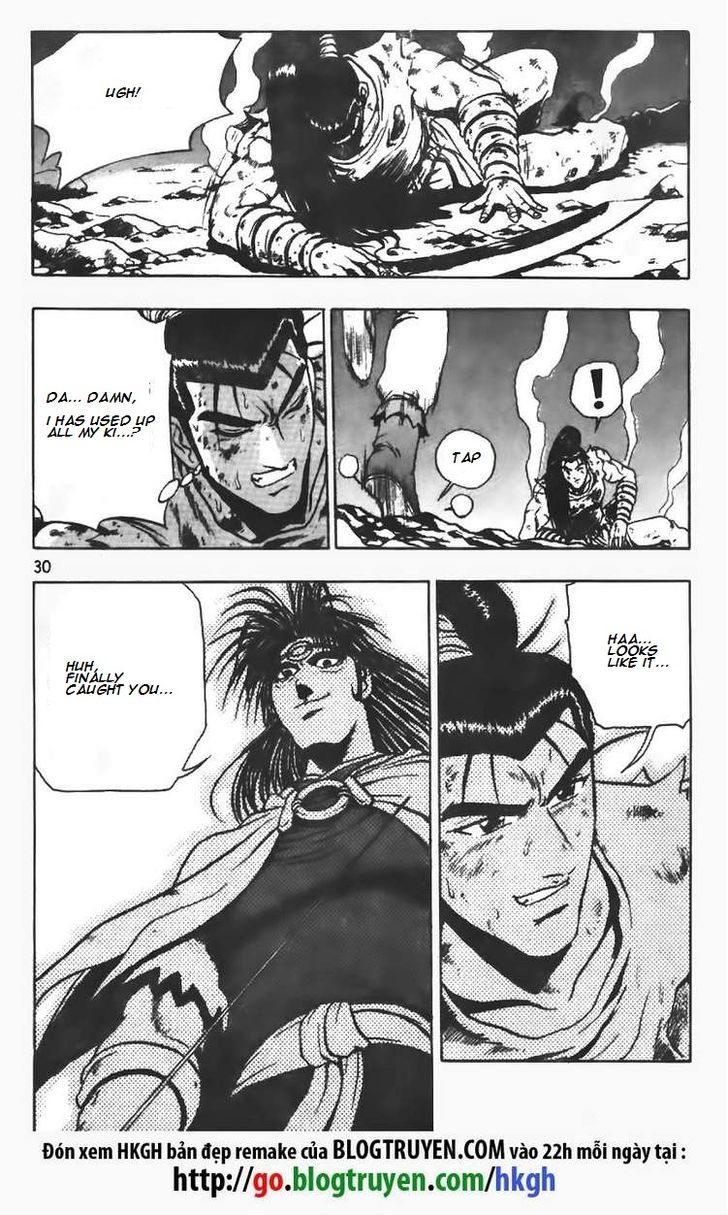 UGH!
DA... DAMN,
I HAS USED UP
ALL MY KI...?
!
TAP
30
HUH,
FINALLY
CAUGHT YOU...
HAA...
LOOKS
LIKE IT...
Đón xem HKGH bản đẹp remake của BLOGTRUYEN.COM vào 22h mỗi ngày tại :
http://go.blogtruyen.com/hkgh